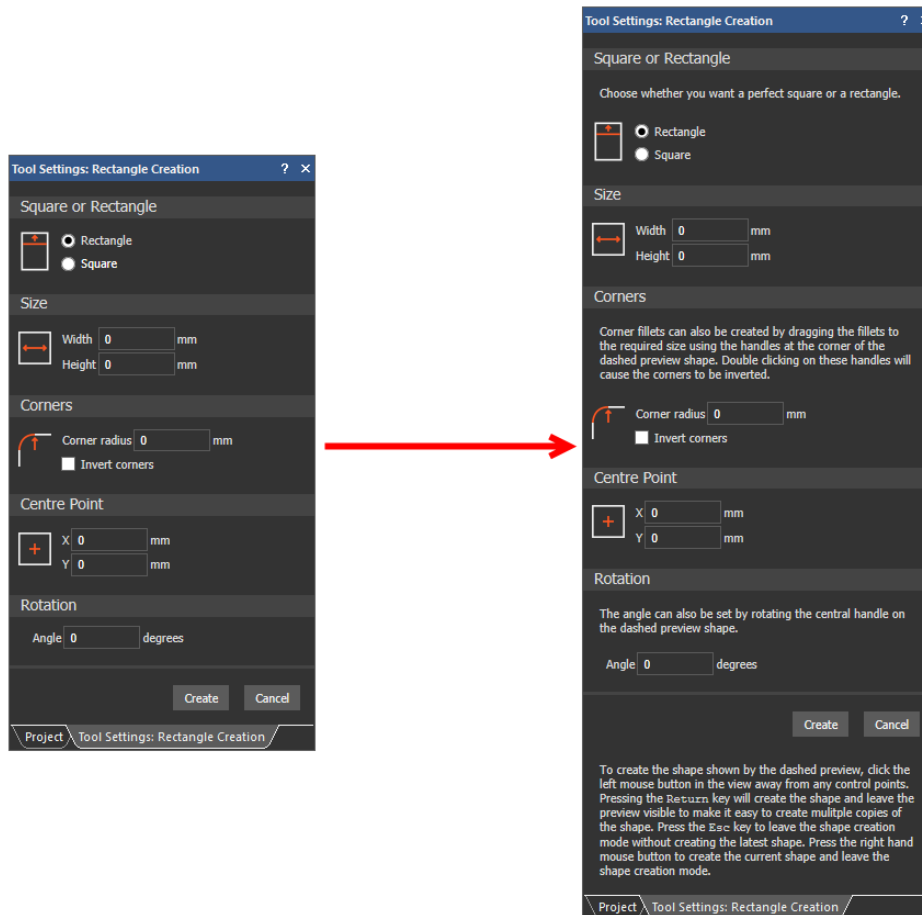 Tool Settings: Rectangle Creation ? ×
Square or Rectangle
Rectangle
Square
Size
Width 0 mm
Height 0 mm
Corners
Corner radius 0 mm
Invert corners
Centre Point
X 0 mm
Y 0 mm
Rotation
Angle 0 degrees
Create Cancel
Project Tool Settings: Rectangle Creation
Tool Settings: Rectangle Creation ?
Square or Rectangle
Choose whether you want a perfect square or a rectangle.
Rectangle
Square
Size
Width 0 mm
Height 0 mm
Corners
Corner fillets can also be created by dragging the fillets to
the required size using the handles at the corner of the
dashed preview shape. Double clicking on these handles will
cause the corners to be inverted.
Corner radius 0 mm
Invert corners
Centre Point
X 0 mm
Y 0 mm
Rotation
The angle can also be set by rotating the central handle on
the dashed preview shape.
Angle 0 degrees
Create Cancel
To create the shape shown by the dashed preview, click the
left mouse button in the view away from any control points.
Pressing the Return key will create the shape and leave the
preview visible to make it easy to create mulitple copies of
the shape. Press the Esc key to leave the shape creation
mode without creating the latest shape. Press the right hand
mouse button to create the current shape and leave the
shape creation mode.
Project Tool Settings: Rectangle Creation